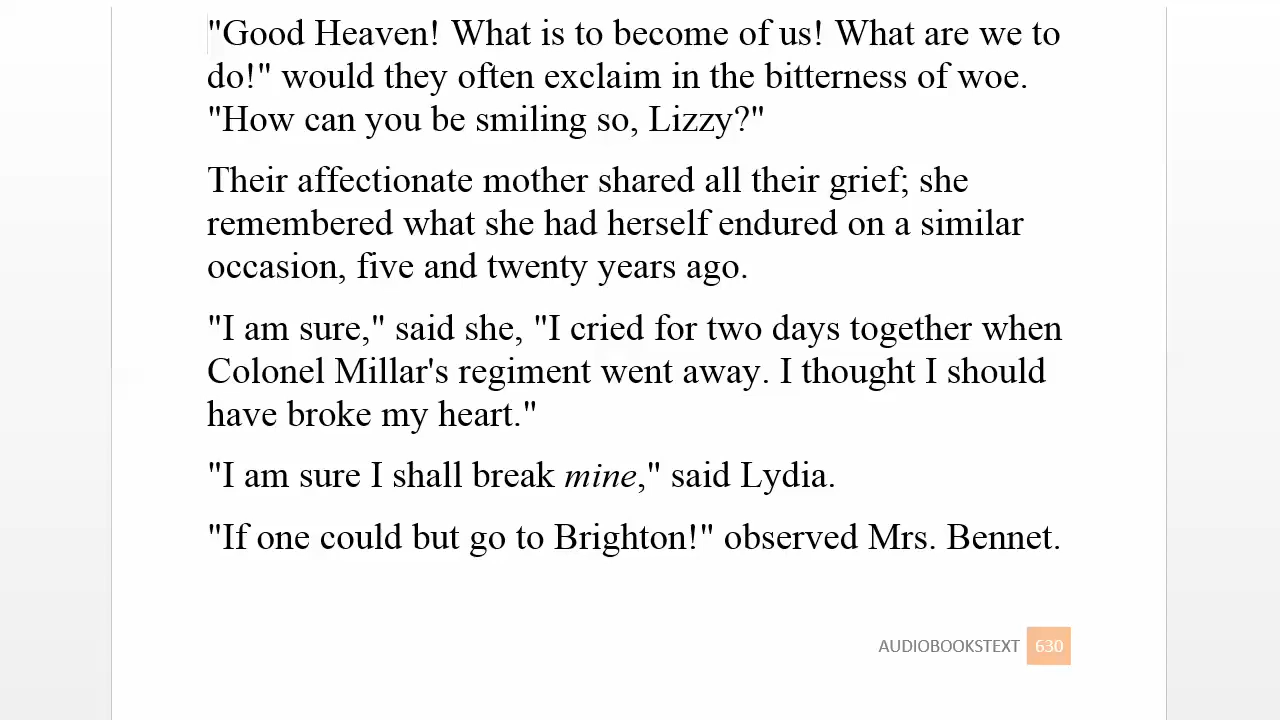 "Good Heaven! What is to become of us! What are we to
do!" would they often exclaim in the bitterness of woe.
"How can you be smiling so, Lizzy?"
Their affectionate mother shared all their grief; she
remembered what she had herself endured on a similar
occasion, five and twenty years ago.
"I am sure," said she, "I cried for two days together when
Colonel Millar's regiment went away. I thought I should
have broke my heart."
"I am sure I shall break mine," said Lydia.
"If one could but go to Brighton!" observed Mrs. Bennet.
AUDIOBOOKSTEXT 630